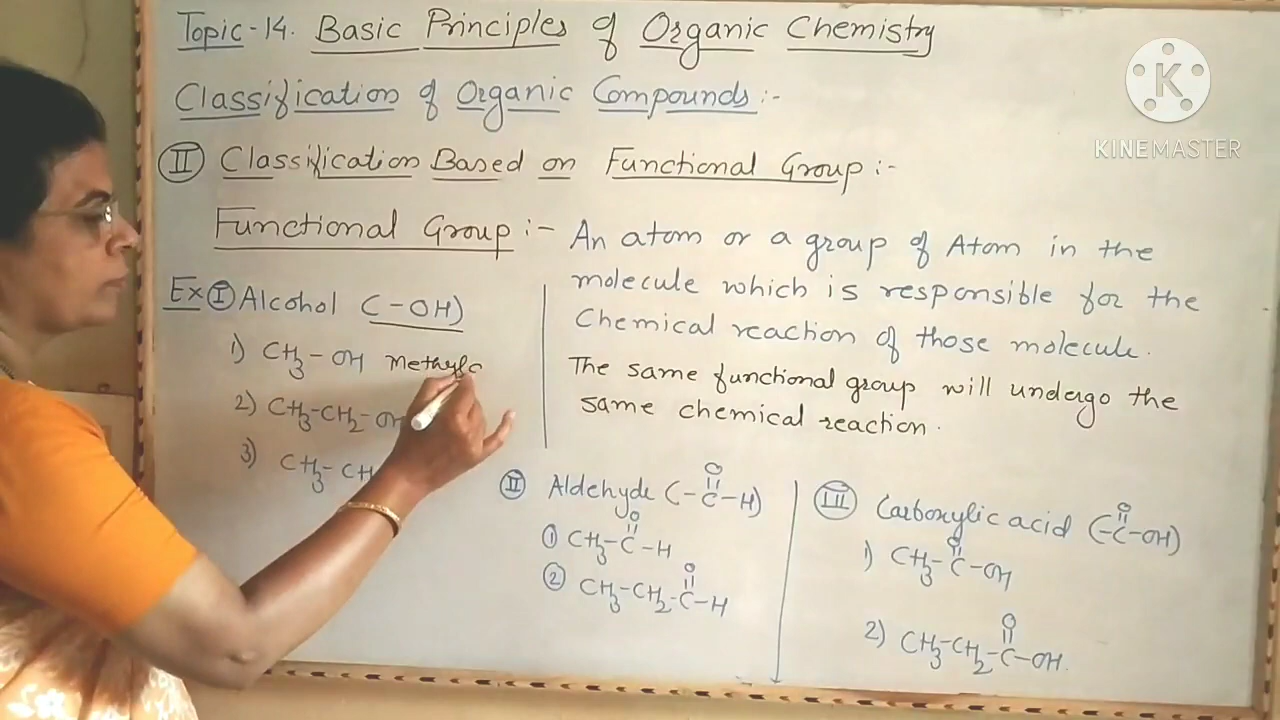 Topic-14. Basic Principles of Organic Chemistry
Classification of Organic Compounds:-
II Classification Based on Functional Group:-
Functional Group:- An atom or a group of Atom in the
molecule which is responsible for the
Chemical reaction of those molecule.
The same functional group will undergo the
same chemical reaction.
Ex I Alcohol (-OH)
1) CH3-OH Methyla
2) CH3-CH2-OH
3) CH3-CH
II Aldehyde (-C-H)
O
||
1 CH3-C-H
O
||
2 CH3-CH2-C-H
O
||
III Carboxylic acid (-C-OH)
O
||
1) CH3-C-OH
O
||
2) CH3-CH2-C-OH.
O
||
K
KINEMASTER